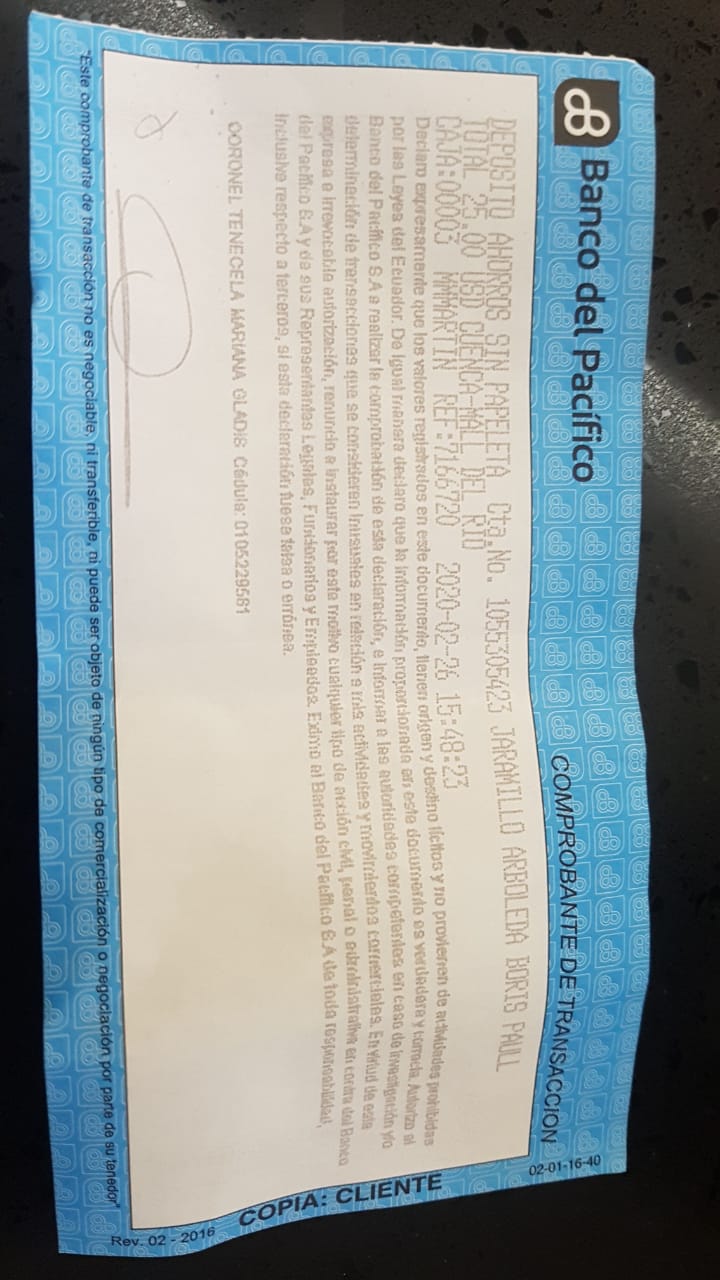 Banco del Pacífico
COMPROBANTE DE TRANSACCION
02-01-16-40
DEPOSITO AHORROS SIN PAPELETA Cta.No. 1055305423 JARAMILLO ARBOLEDA BORIS PAULL
TOTAL 25.00 USD CUENCA-MALL DEL RIO
CAJA:00003 MMMARTIN REF:7166720 2020-02-26 15:48:23
Declaro expresamente que los valores registrados en este documento, tienen origen y destino lícitos y no provienen de actividades prohibidas
por las Leyes del Ecuador. De igual manera declaro que la información proporcionada en este documento es verdadera y correcta. Autorizo al
Banco del Pacífico S.A a realizar la comprobación de esta declaración, e informar a las autoridades competentes en caso de investigación y/o
determinación de transacciones que se consideren inusuales en relación a mis actividades y movimientos comerciales. En virtud de esta
expresa e irrevocable autorización, renuncio a instaurar por este motivo cualquier tipo de acción civil, penal o administrativa en contra del Banco
del Pacífico S.A y de sus Representantes Legales, Funcionarios y Empleados. Eximo al Banco del Pacífico S.A de toda responsabilidad,
inclusive respecto a terceros, si esta declaración fuese falsa o errónea.
CORONEL TENECELA MARIANA GLADIS Cédula: 0105229581
COPIA: CLIENTE
"Este comprobante de transacción no es negociable, ni transferible, ni puede ser objeto de ningún tipo de comercialización o negociación por parte de su tenedor"
Rev. 02 - 2016